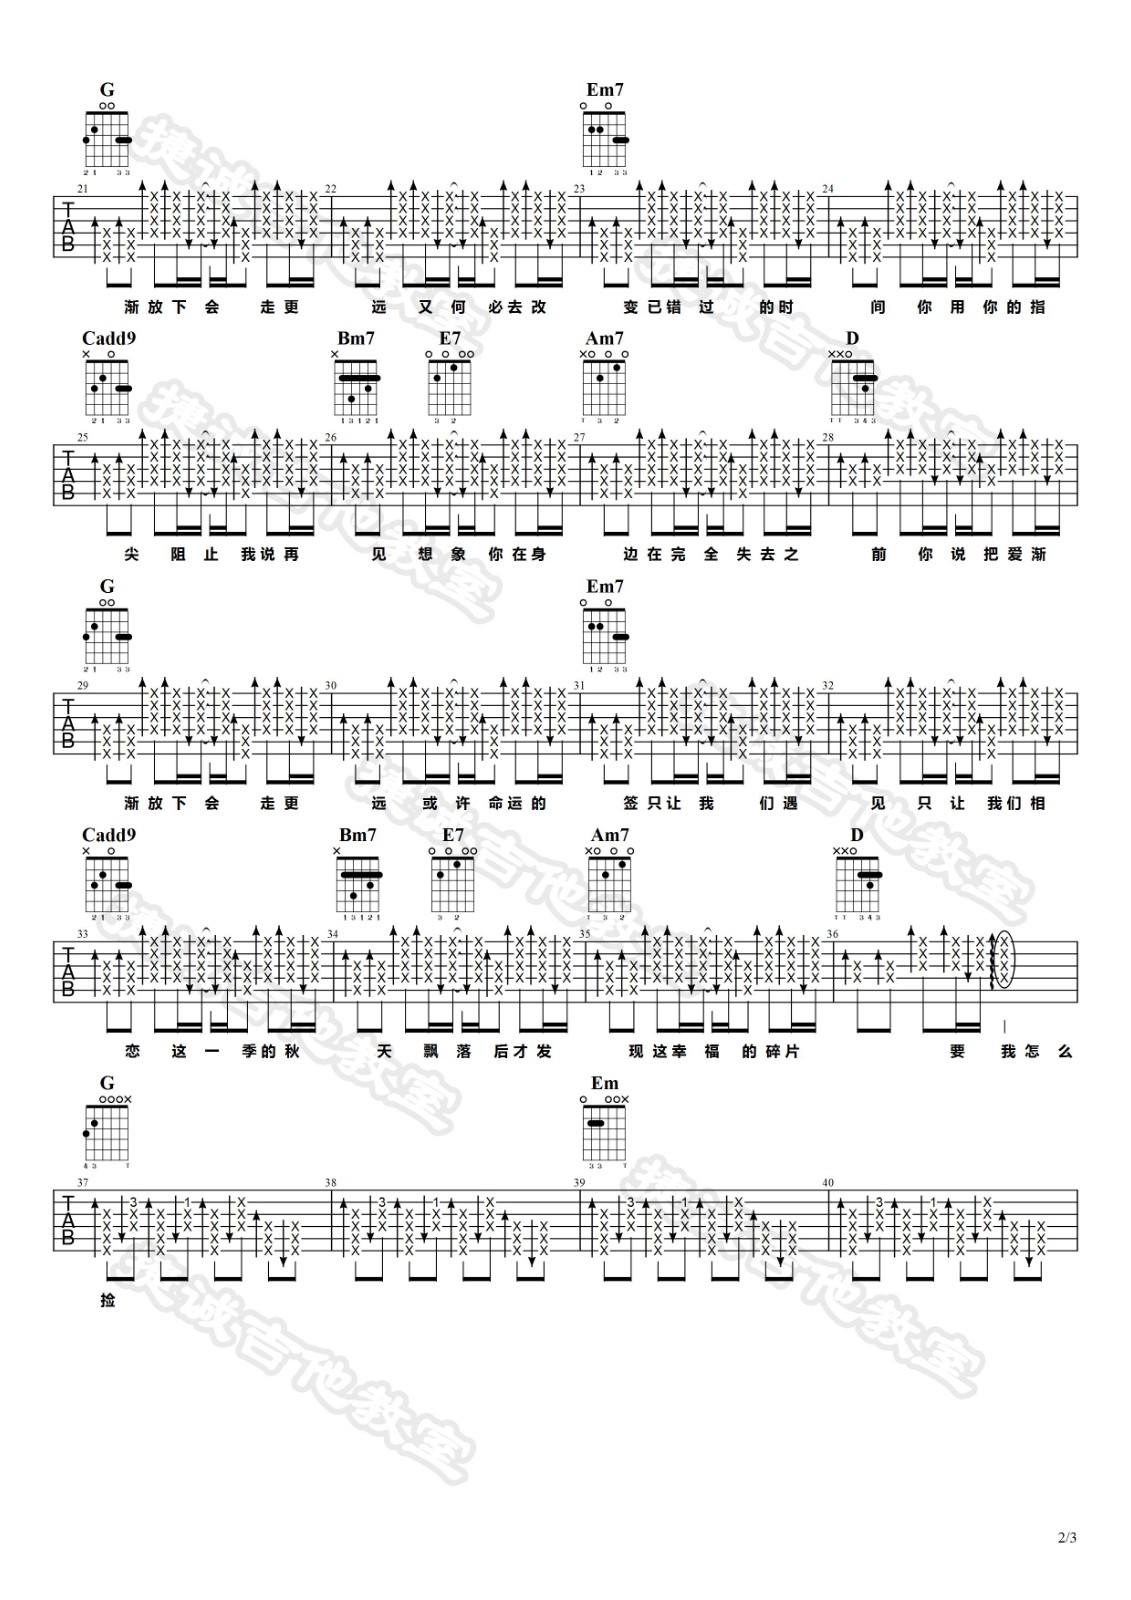 G Em7
21 22 23 24
T
A
B
渐放下会 走更 远 又何 必去改 变已错过 的时 间 你用你的指
Cadd9 Bm7 E7 Am7 D
25 26 27 28
T
A
B
尖 阻止 我说再 见 想象 你在身 边在完全失去之 前 你说把爱渐
G Em7
29 30 31 32
T
A
B
渐放下会 走更 远 或许 命运的 签只让我 们遇 见 只让 我们相
Cadd9 Bm7 E7 Am7 D
33 34 35 36
T
A
B
恋 这一 季的秋 天 飘落 后才发 现这幸福 的碎片 要 我怎么
G Em
37 38 39 40
T
A
B
3 1 3 1 3 1 3 1
捡
捷诚吉他教室
2/3